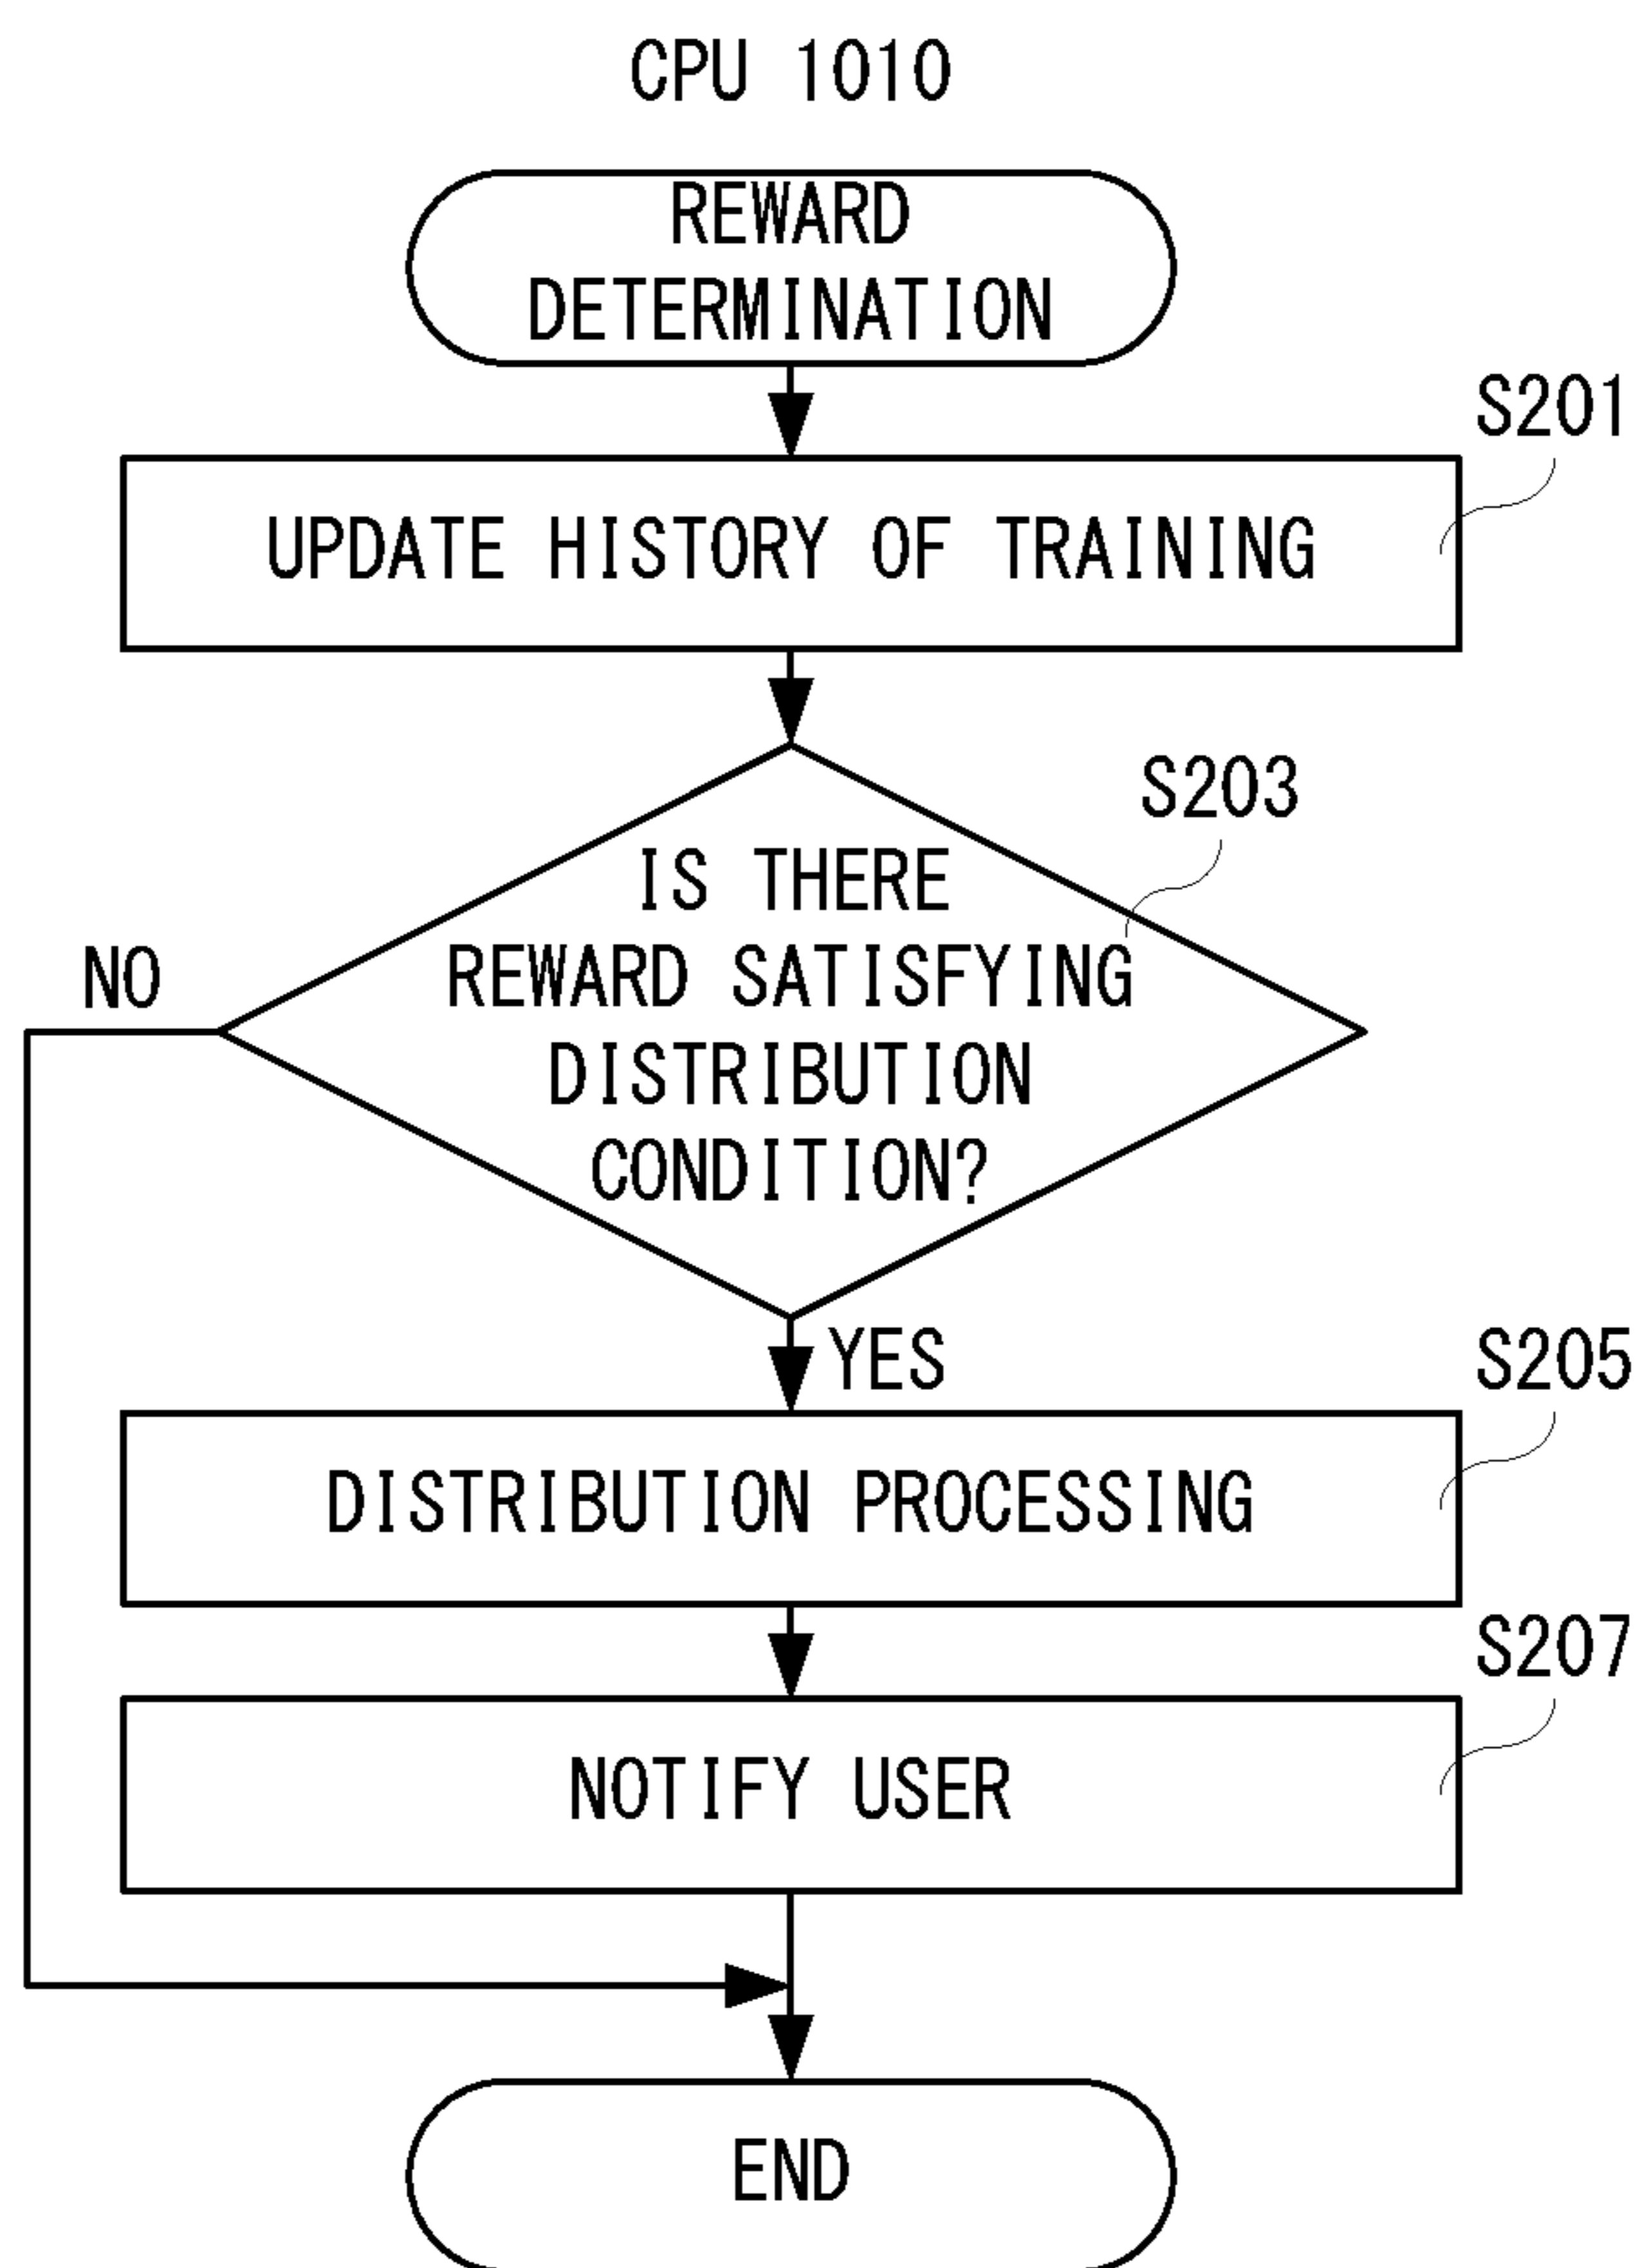 CPU 1010
REWARD
DETERMINATION
S201
UPDATE HISTORY OF TRAINING
S203
IS THERE
REWARD SATISFYING
DISTRIBUTION
CONDITION?
NO
YES
S205
DISTRIBUTION PROCESSING
S207
NOTIFY USER
END